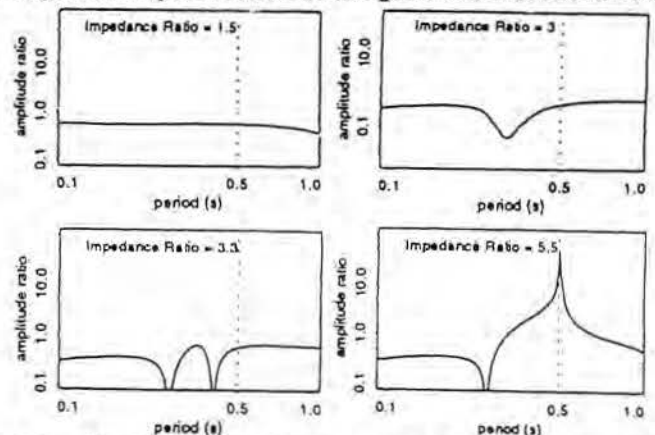 Impedance Ratio = 1.5
amplitude ratio
0.1 1.0 10.0
0.1 0.5 1.0
period (s)
Impedance Ratio = 3
amplitude ratio
0.1 1.0 10.0
0.1 0.5 1.0
period (s)
Impedance Ratio = 3.3
amplitude ratio
0.1 1.0 10.0
0.1 0.5 1.0
period (s)
Impedance Ratio = 5.5
amplitude ratio
0.1 1.0 10.0
0.1 0.5 1.0
period (s)